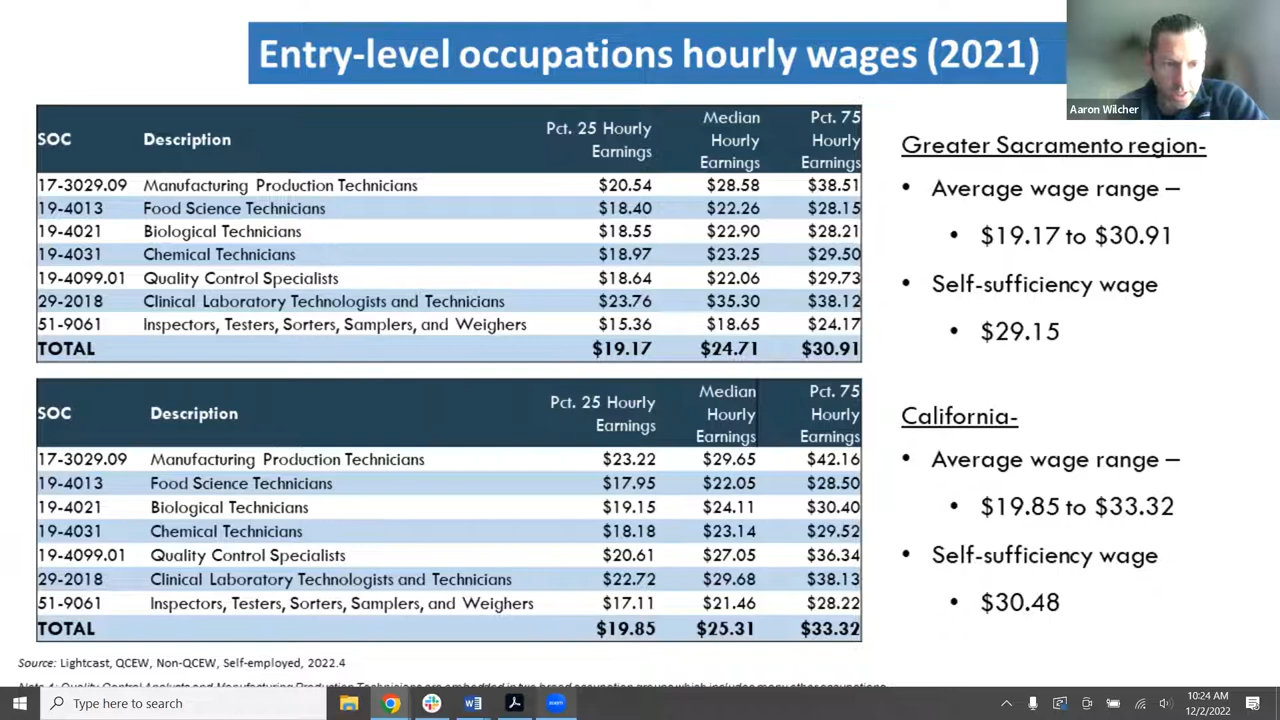 Entry-level occupations hourly wages (2021)
Aaron Wilcher
SOC Description Pct. 25 Hourly Earnings Median Hourly Earnings Pct. 75 Hourly Earnings
17-3029.09 Manufacturing Production Technicians $20.54 $28.58 $38.51
19-4013 Food Science Technicians $18.40 $22.26 $28.15
19-4021 Biological Technicians $18.55 $22.90 $28.21
19-4031 Chemical Technicians $18.97 $23.25 $29.50
19-4099.01 Quality Control Specialists $18.64 $22.06 $29.73
29-2018 Clinical Laboratory Technologists and Technicians $23.76 $35.30 $38.12
51-9061 Inspectors, Testers, Sorters, Samplers, and Weighers $15.36 $18.65 $24.17
TOTAL $19.17 $24.71 $30.91
SOC Description Pct. 25 Hourly Earnings Median Hourly Earnings Pct. 75 Hourly Earnings
17-3029.09 Manufacturing Production Technicians $23.22 $29.65 $42.16
19-4013 Food Science Technicians $17.95 $22.05 $28.50
19-4021 Biological Technicians $19.15 $24.11 $30.40
19-4031 Chemical Technicians $18.18 $23.14 $29.52
19-4099.01 Quality Control Specialists $20.61 $27.05 $36.34
29-2018 Clinical Laboratory Technologists and Technicians $22.72 $29.68 $38.13
51-9061 Inspectors, Testers, Sorters, Samplers, and Weighers $17.11 $21.46 $28.22
TOTAL $19.85 $25.31 $33.32
Greater Sacramento region-
• Average wage range –
• $19.17 to $30.91
• Self-sufficiency wage
• $29.15
California-
• Average wage range –
• $19.85 to $33.32
• Self-sufficiency wage
• $30.48
Source: Lightcast, QCEW, Non-QCEW, Self-employed, 2022.4
Type here to search
zoom
10:24 AM
12/2/2022